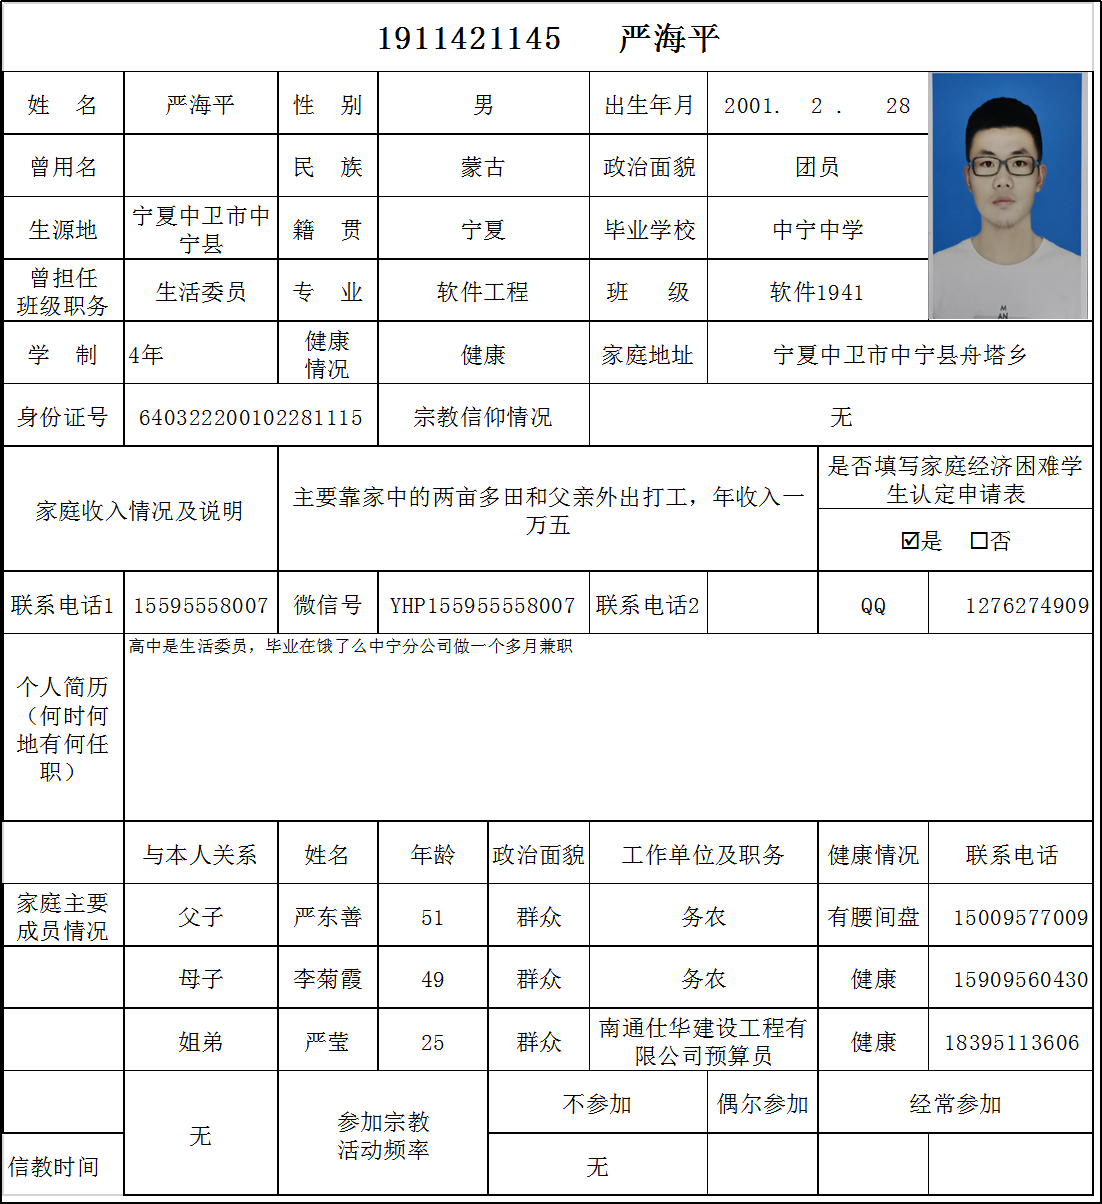 1911421145 严海平
姓 名 严海平 性 别 男 出生年月 2001. 2 . 28
曾用名 民 族 蒙古 政治面貌 团员
生源地 宁夏中卫市中宁县 籍 贯 宁夏 毕业学校 中宁中学
曾担任班级职务 生活委员 专 业 软件工程 班 级 软件1941
M
AN
学 制 4年 健康情况 健康 家庭地址 宁夏中卫市中宁县舟塔乡
身份证号 640322200102281115 宗教信仰情况 无
家庭收入情况及说明 主要靠家中的两亩多田和父亲外出打工，年收入一万五 是否填写家庭经济困难学生认定申请表
☑是 □否
联系电话1 15595558007 微信号 YHP155955558007 联系电话2 QQ 1276274909
个人简历（何时何地有何任职） 高中是生活委员，毕业在饿了么中宁分公司做一个多月兼职
与本人关系 姓名 年龄 政治面貌 工作单位及职务 健康情况 联系电话
家庭主要成员情况 父子 严东善 51 群众 务农 有腰间盘 15009577009
母子 李菊霞 49 群众 务农 健康 15909560430
姐弟 严莹 25 群众 南通仕华建设工程有限公司预算员 健康 18395113606
无 参加宗教活动频率 不参加 偶尔参加 经常参加
信教时间 无